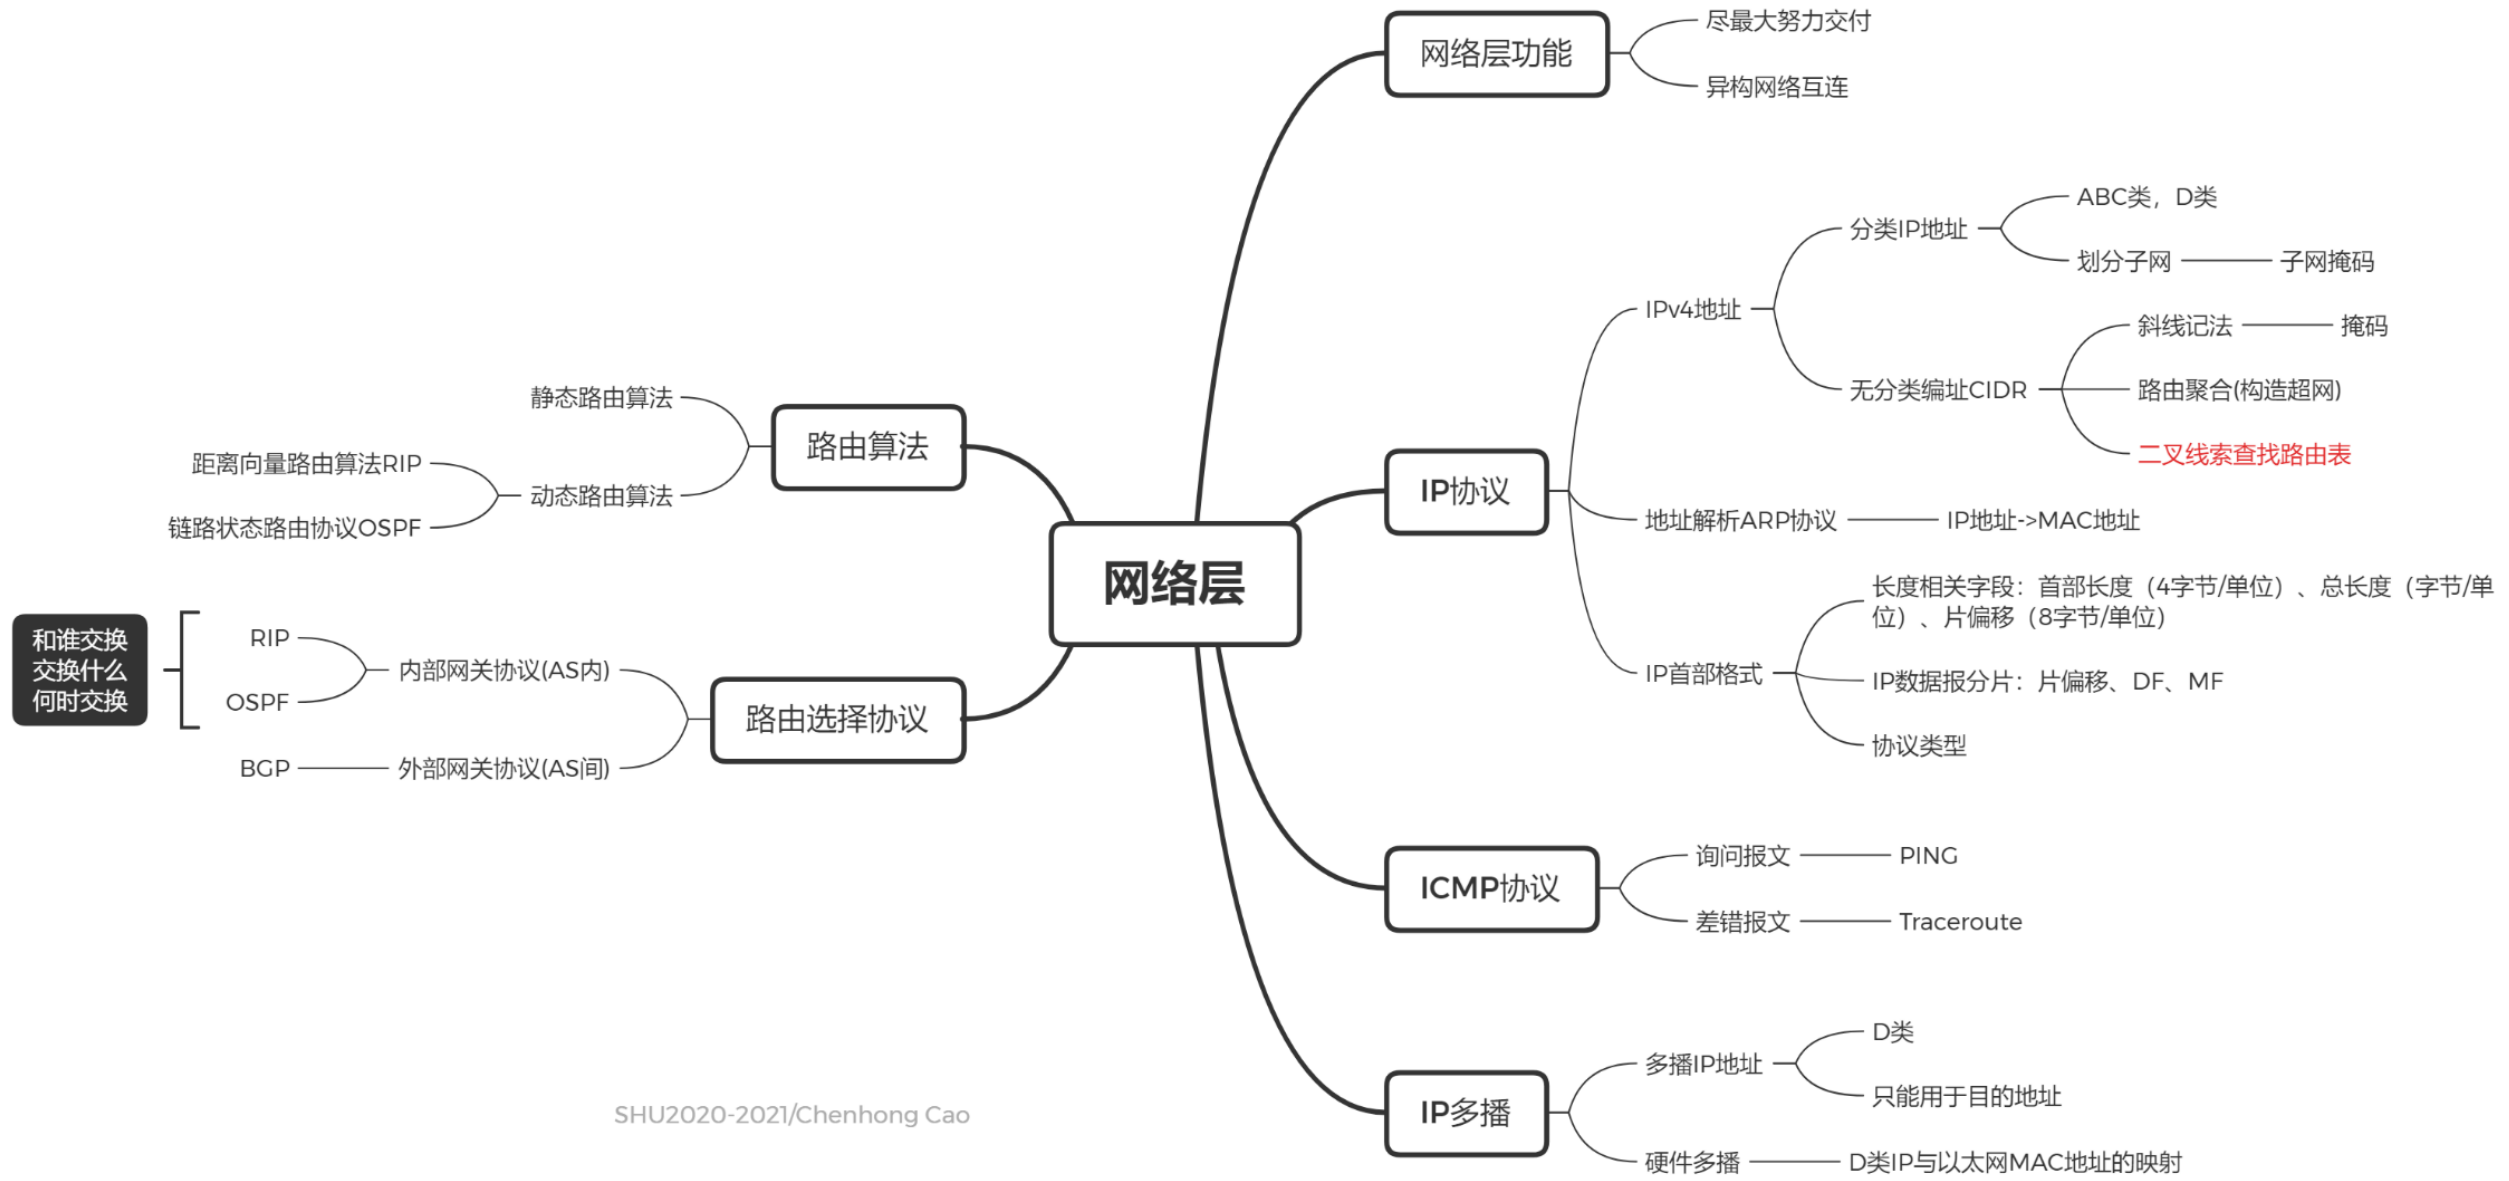 网络层
网络层功能
尽最大努力交付
异构网络互连
IP协议
IPv4地址
分类IP地址
ABC类，D类
划分子网
子网掩码
无分类编址CIDR
斜线记法
掩码
路由聚合(构造超网)
二叉线索查找路由表
地址解析ARP协议
IP地址->MAC地址
IP首部格式
长度相关字段：首部长度（4字节/单位）、总长度（字节/单
位）、片偏移（8字节/单位）
IP数据报分片：片偏移、DF、MF
协议类型
ICMP协议
询问报文
PING
差错报文
Traceroute
IP多播
多播IP地址
D类
只能用于目的地址
硬件多播
D类IP与以太网MAC地址的映射
路由算法
静态路由算法
动态路由算法
距离向量路由算法RIP
链路状态路由协议OSPF
路由选择协议
内部网关协议(AS内)
RIP
OSPF
外部网关协议(AS间)
BGP
和谁交换
交换什么
何时交换
SHU2020-2021/Chenhong Cao